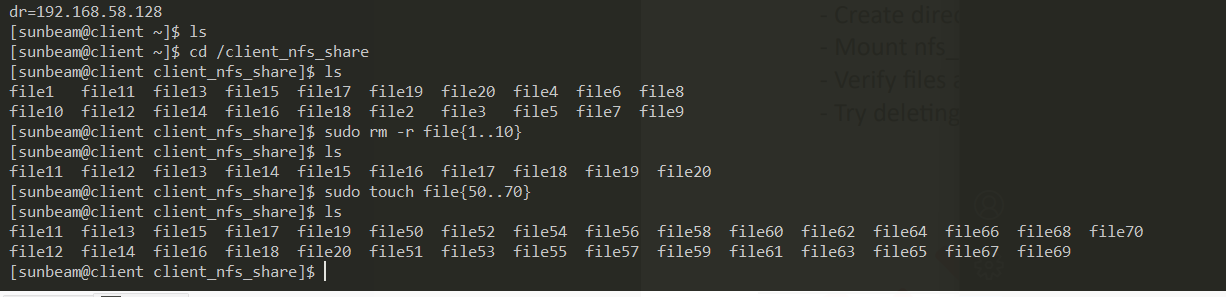 dr=192.168.58.128
[sunbeam@client ~]$ ls
[sunbeam@client ~]$ cd /client_nfs_share
[sunbeam@client client_nfs_share]$ ls
file1   file11  file13  file15  file17  file19  file20  file4  file6  file8
file10  file12  file14  file16  file18  file2   file3   file5  file7  file9
[sunbeam@client client_nfs_share]$ sudo rm -r file{1..10}
[sunbeam@client client_nfs_share]$ ls
file11  file12  file13  file14  file15  file16  file17  file18  file19  file20
[sunbeam@client client_nfs_share]$ sudo touch file{50..70}
[sunbeam@client client_nfs_share]$ ls
file11  file13  file15  file17  file19  file50  file52  file54  file56  file58  file60  file62  file64  file66  file68  file70
file12  file14  file16  file18  file20  file51  file53  file55  file57  file59  file61  file63  file65  file67  file69
[sunbeam@client client_nfs_share]$
- Create direc
- Mount nfs_
- Verify files a
- Try deleting